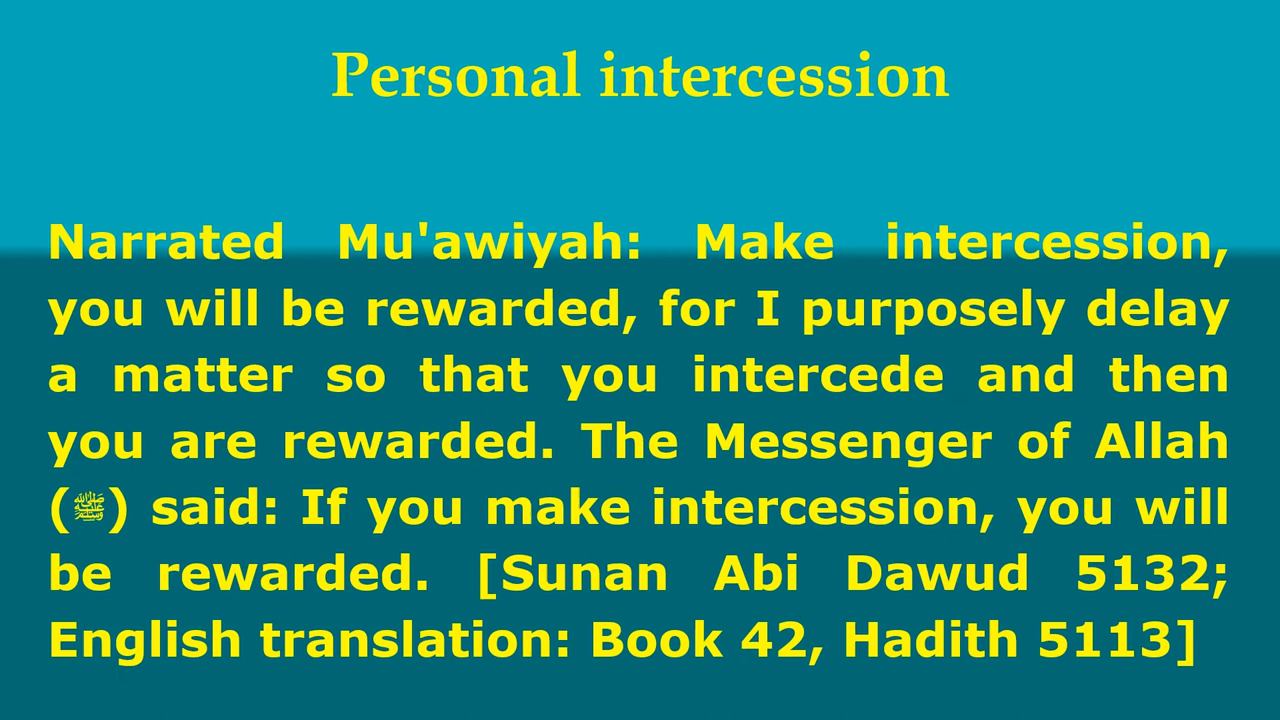 Personal intercession
Narrated Mu'awiyah: Make intercession,
you will be rewarded, for I purposely delay
a matter so that you intercede and then
you are rewarded. The Messenger of Allah
(ﷺ) said: If you make intercession, you will
be rewarded. [Sunan Abi Dawud 5132;
English translation: Book 42, Hadith 5113]